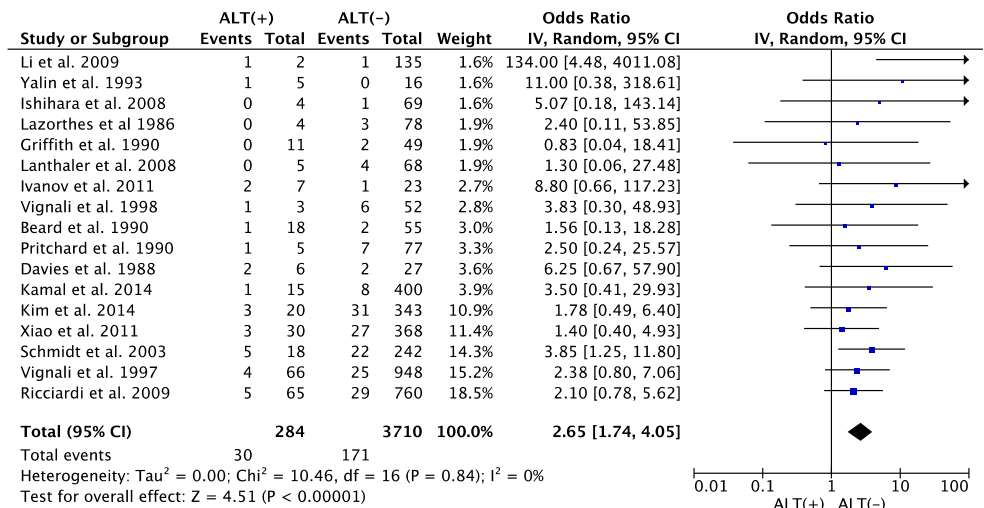 ALT(+) ALT(-) Odds Ratio Odds Ratio
Study or Subgroup Events Total Events Total Weight IV, Random, 95% CI IV, Random, 95% CI
Li et al. 2009 1 2 1 135 1.6% 134.00 [4.48, 4011.08]
Yalin et al. 1993 1 5 0 16 1.6% 11.00 [0.38, 318.61]
Ishihara et al. 2008 0 4 1 69 1.6% 5.07 [0.18, 143.14]
Lazorthes et al 1986 0 4 3 78 1.9% 2.40 [0.11, 53.85]
Griffith et al. 1990 0 11 2 49 1.9% 0.83 [0.04, 18.41]
Lanthaler et al. 2008 0 5 4 68 1.9% 1.30 [0.06, 27.48]
Ivanov et al. 2011 2 7 1 23 2.7% 8.80 [0.66, 117.23]
Vignali et al. 1998 1 3 6 52 2.8% 3.83 [0.30, 48.93]
Beard et al. 1990 1 18 2 55 3.0% 1.56 [0.13, 18.28]
Pritchard et al. 1990 1 5 7 77 3.3% 2.50 [0.24, 25.57]
Davies et al. 1988 2 6 2 27 3.6% 6.25 [0.67, 57.90]
Kamal et al. 2014 1 15 8 400 3.9% 3.50 [0.41, 29.93]
Kim et al. 2014 3 20 31 343 10.9% 1.78 [0.49, 6.40]
Xiao et al. 2011 3 30 27 368 11.4% 1.40 [0.40, 4.93]
Schmidt et al. 2003 5 18 22 242 14.3% 3.85 [1.25, 11.80]
Vignali et al. 1997 4 66 25 948 15.2% 2.38 [0.80, 7.06]
Ricciardi et al. 2009 5 65 29 760 18.5% 2.10 [0.78, 5.62]
Total (95% CI) 284 3710 100.0% 2.65 [1.74, 4.05]
Total events 30 171
Heterogeneity: Tau² = 0.00; Chi² = 10.46, df = 16 (P = 0.84); I² = 0%
Test for overall effect: Z = 4.51 (P < 0.00001)
0.01 0.1 1 10 100
ALT(+) ALT(-)